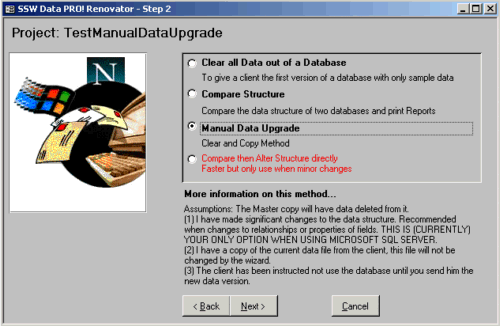 SSW Data PRO! Renovator - Step 2
Project: TestManualDataUpgrade
N
Clear all Data out of a Database
To give a client the first version of a database with only sample data
Compare Structure
Compare the data structure of two databases and print Reports
Manual Data Upgrade
Clear and Copy Method
Compare then Alter Structure directly
Faster but only use when minor changes
More information on this method...
Assumptions: The Master copy will have data deleted from it.
(1) I have made significant changes to the data structure. Recommended
when changes to relationships or properties of fields. THIS IS (CURRENTLY)
YOUR ONLY OPTION WHEN USING MICROSOFT SQL SERVER.
(2) I have a copy of the current data file from the client, this file will not be
changed by the wizard.
(3) The client has been instructed not use the database until you send him the
new data version.
< Back Next > Cancel